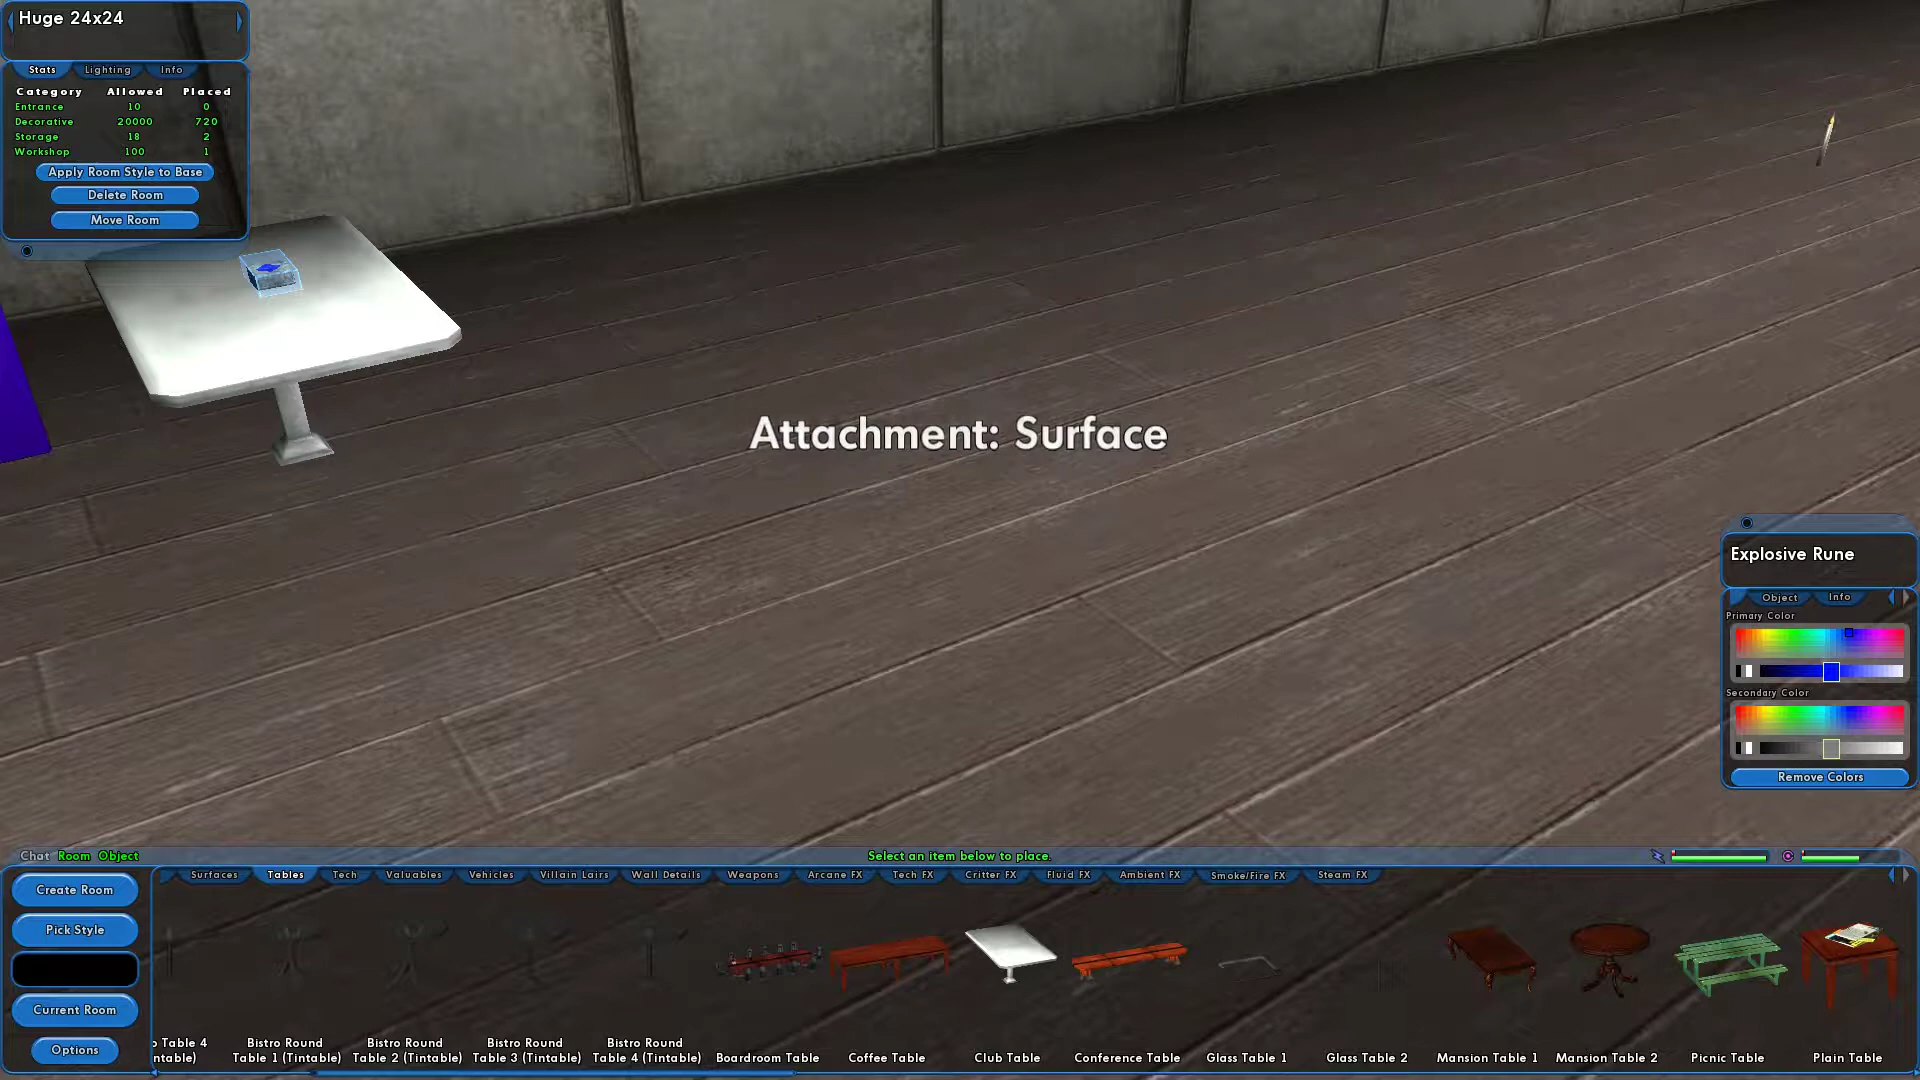 Huge 24x24
Stats Lighting Info
Category Allowed Placed
Entrance 10 0
Decorative 20000 720
Storage 18 2
Workshop 100 1
Apply Room Style to Base
Delete Room
Move Room
Attachment: Surface
Explosive Rune
Object Info
Primary Color
Secondary Color
Remove Colors
Chat Room Object
Select an item below to place.
Surfaces Tables Tech Valuables Vehicles Villain Lairs Wall Details Weapons Arcane FX Tech FX Critter FX Fluid FX Ambient FX Smoke/Fire FX Steam FX
Create Room
Pick Style
Current Room
Options
Table 4
ntable)
Bistro Round
Table 1 (Tintable)
Bistro Round
Table 2 (Tintable)
Bistro Round
Table 3 (Tintable)
Bistro Round
Table 4 (Tintable)
Boardroom Table
Coffee Table
Club Table
Conference Table
Glass Table 1
Glass Table 2
Mansion Table 1
Mansion Table 2
Picnic Table
Plain Table